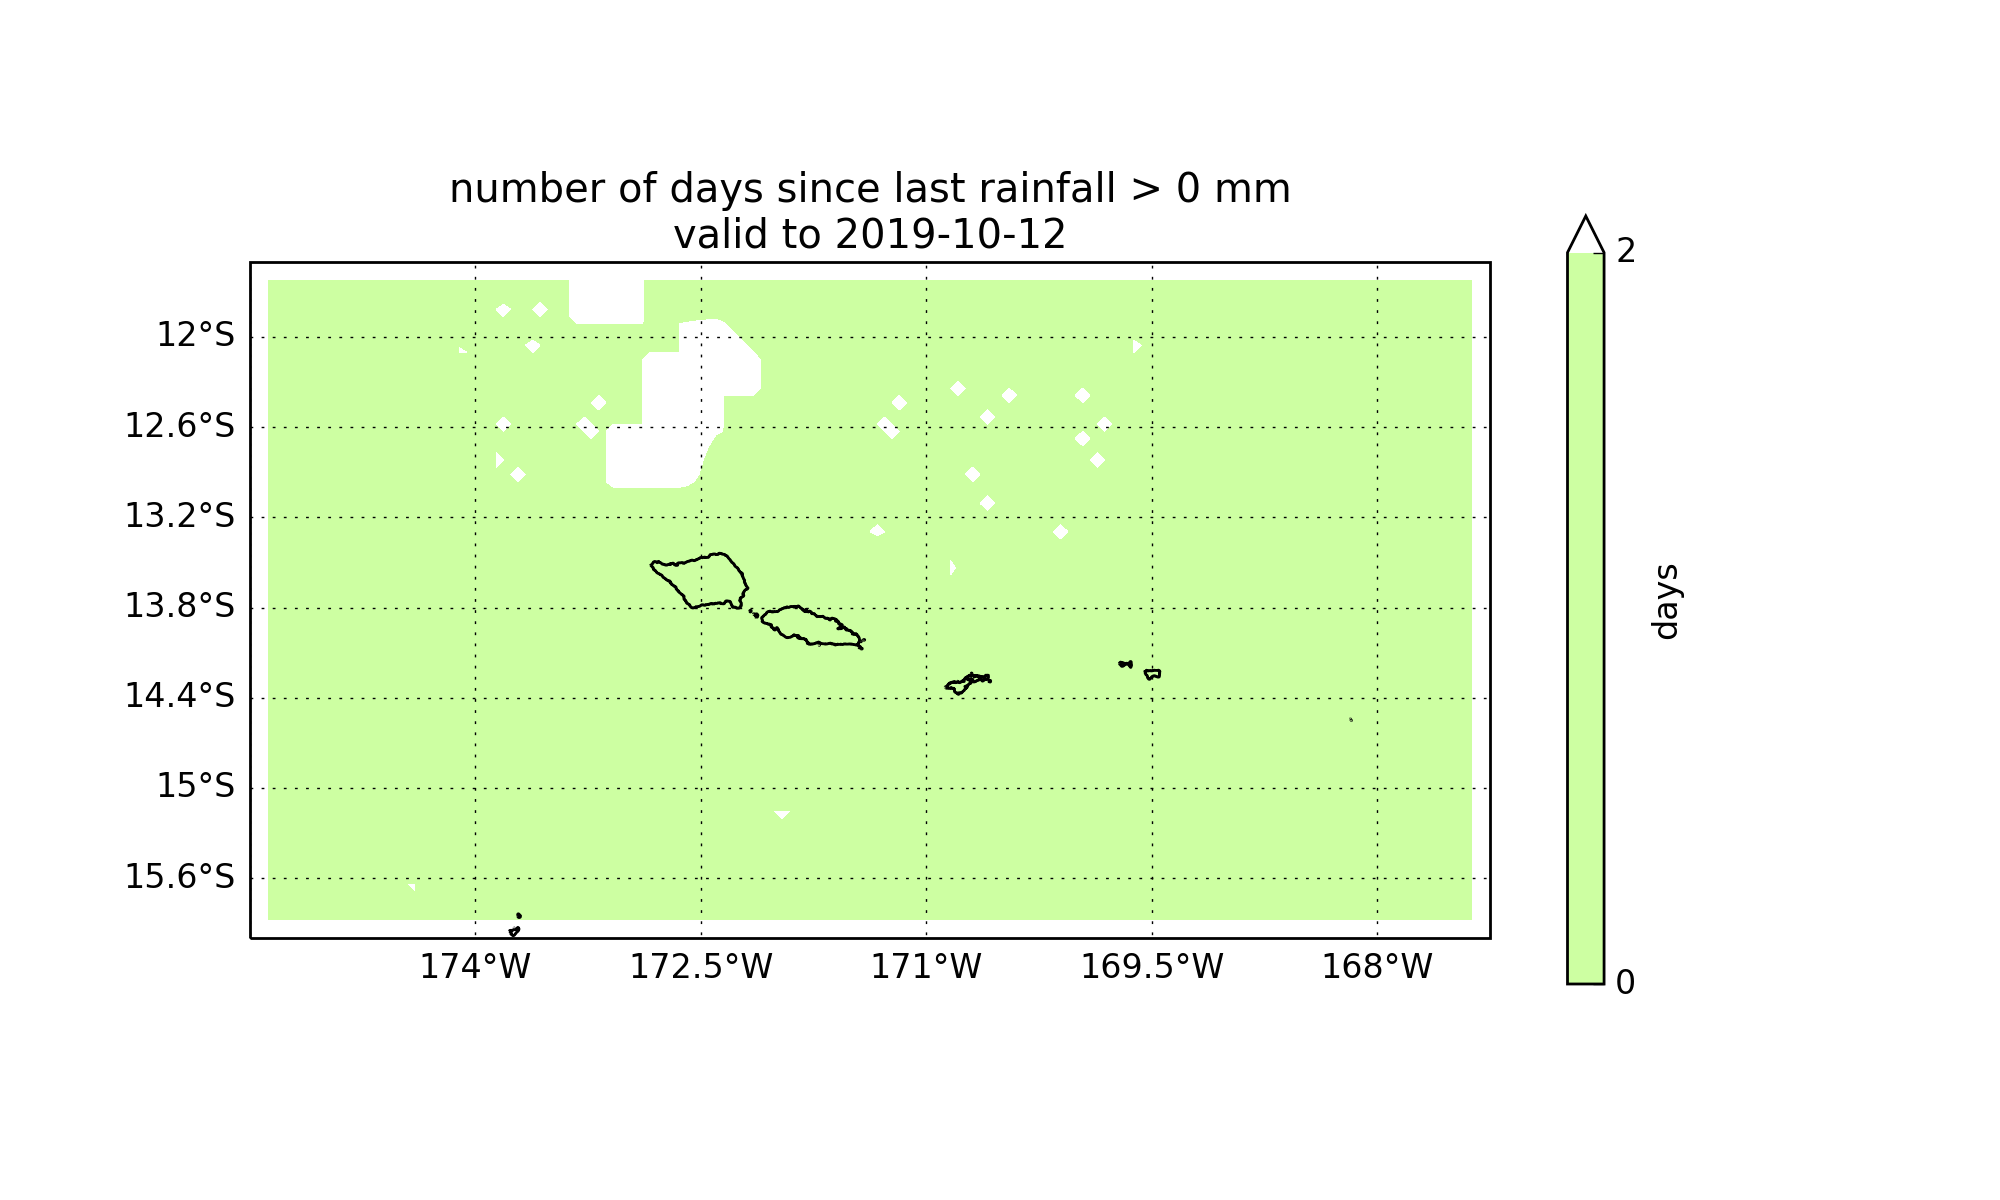 number of days since last rainfall > 0 mm
valid to 2019-10-12
2
12°S
12.6°S
13.2°S
13.8°S
14.4°S
15°S
15.6°S
days
174°W
172.5°W
171°W
169.5°W
168°W
0